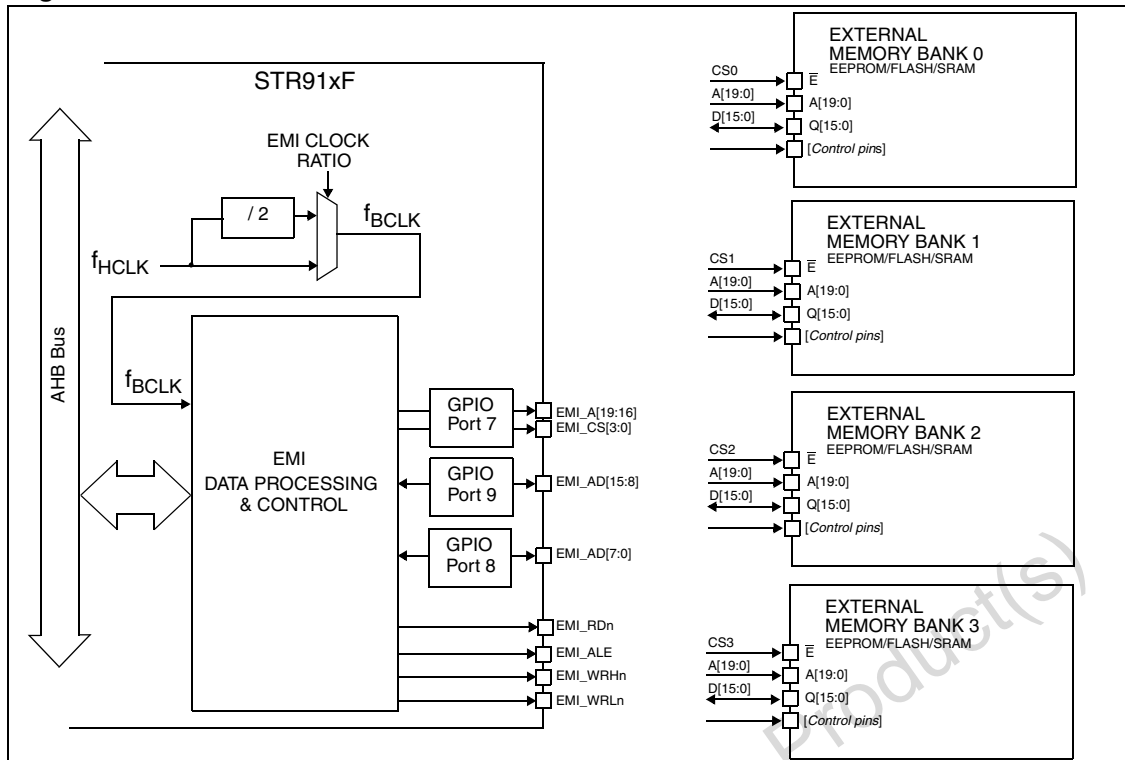 STR91xF
EMI CLOCK
RATIO
/ 2
fBCLK
fHCLK
AHB Bus
fBCLK
EMI
DATA PROCESSING
& CONTROL
GPIO
Port 7
EMI_A[19:16]
EMI_CS[3:0]
GPIO
Port 9
EMI_AD[15:8]
GPIO
Port 8
EMI_AD[7:0]
EMI_RDn
EMI_ALE
EMI_WRHn
EMI_WRLn
EXTERNAL
MEMORY BANK 0
EEPROM/FLASH/SRAM
CS0
E
A[19:0]
A[19:0]
D[15:0]
Q[15:0]
[Control pins]
EXTERNAL
MEMORY BANK 1
EEPROM/FLASH/SRAM
CS1
E
A[19:0]
A[19:0]
D[15:0]
Q[15:0]
[Control pins]
EXTERNAL
MEMORY BANK 2
EEPROM/FLASH/SRAM
CS2
E
A[19:0]
A[19:0]
D[15:0]
Q[15:0]
[Control pins]
EXTERNAL
MEMORY BANK 3
EEPROM/FLASH/SRAM
CS3
E
A[19:0]
A[19:0]
D[15:0]
Q[15:0]
[Control pins]
Product(s)